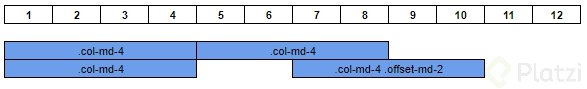 1 2 3 4 5 6 7 8 9 10 11 12
.col-md-4 .col-md-4
.col-md-4 .col-md-4 .offset-md-2
Platzi